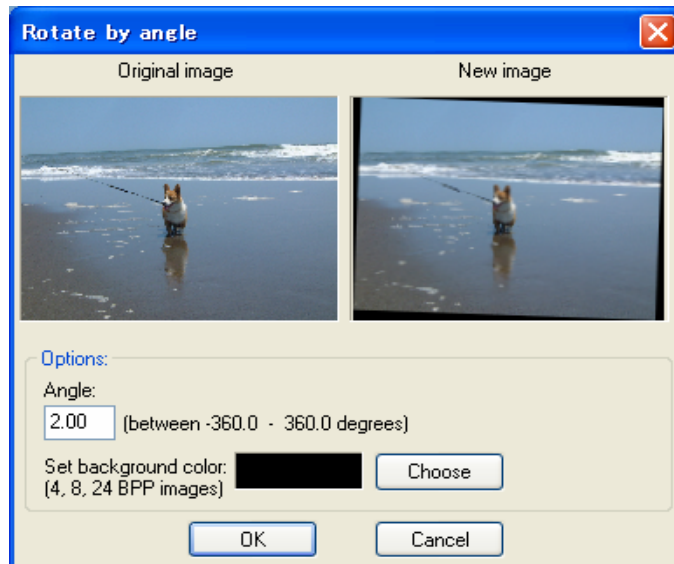 Rotate by angle
Original image
New image
Options:
Angle:
2.00 (between -360.0 - 360.0 degrees)
Set background color:
(4, 8, 24 BPP images)
Choose
OK
Cancel